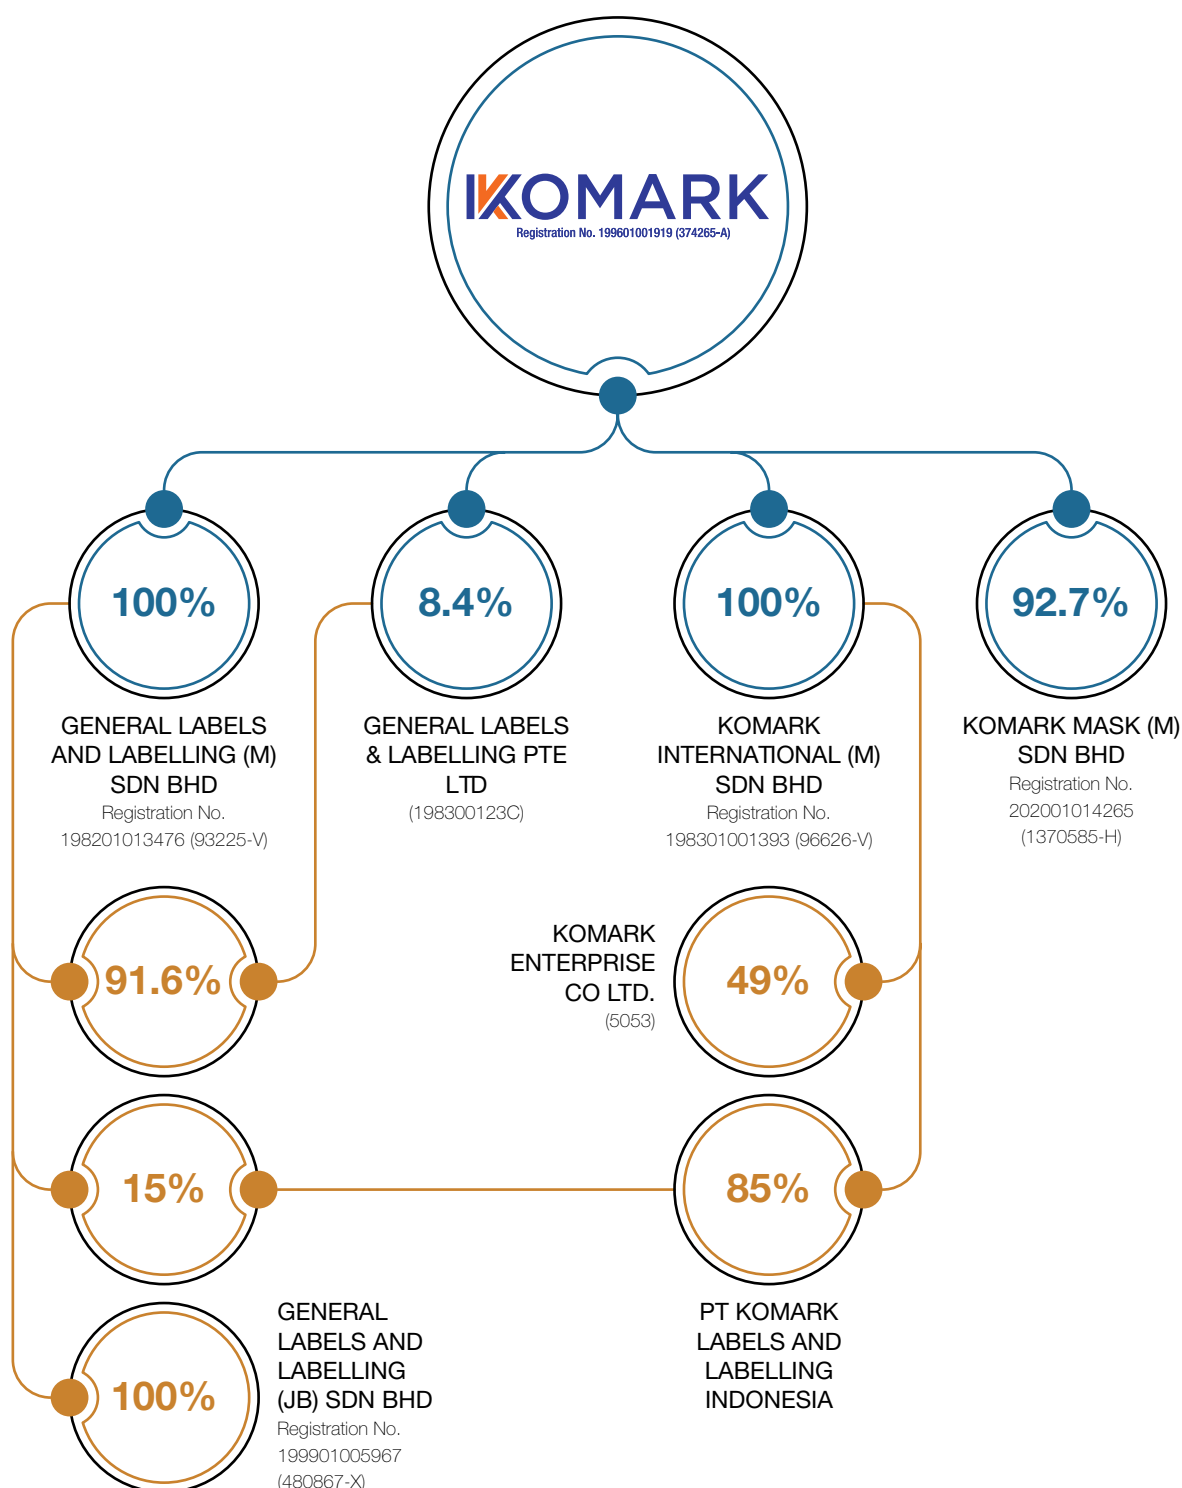 KOMARK
Registration No. 199601001919 (374265-A)
100%
GENERAL LABELS
AND LABELLING (M)
SDN BHD
Registration No.
198201013476 (93225-V)
8.4%
GENERAL LABELS
& LABELLING PTE
LTD
(198300123C)
100%
KOMARK
INTERNATIONAL (M)
SDN BHD
Registration No.
198301001393 (96626-V)
92.7%
KOMARK MASK (M)
SDN BHD
Registration No.
202001014265
(1370585-H)
91.6%
KOMARK
ENTERPRISE
CO LTD.
(5053)
49%
15%
85%
PT KOMARK
LABELS AND
LABELLING
INDONESIA
100%
GENERAL
LABELS AND
LABELLING
(JB) SDN BHD
Registration No.
199901005967
(480867-X)